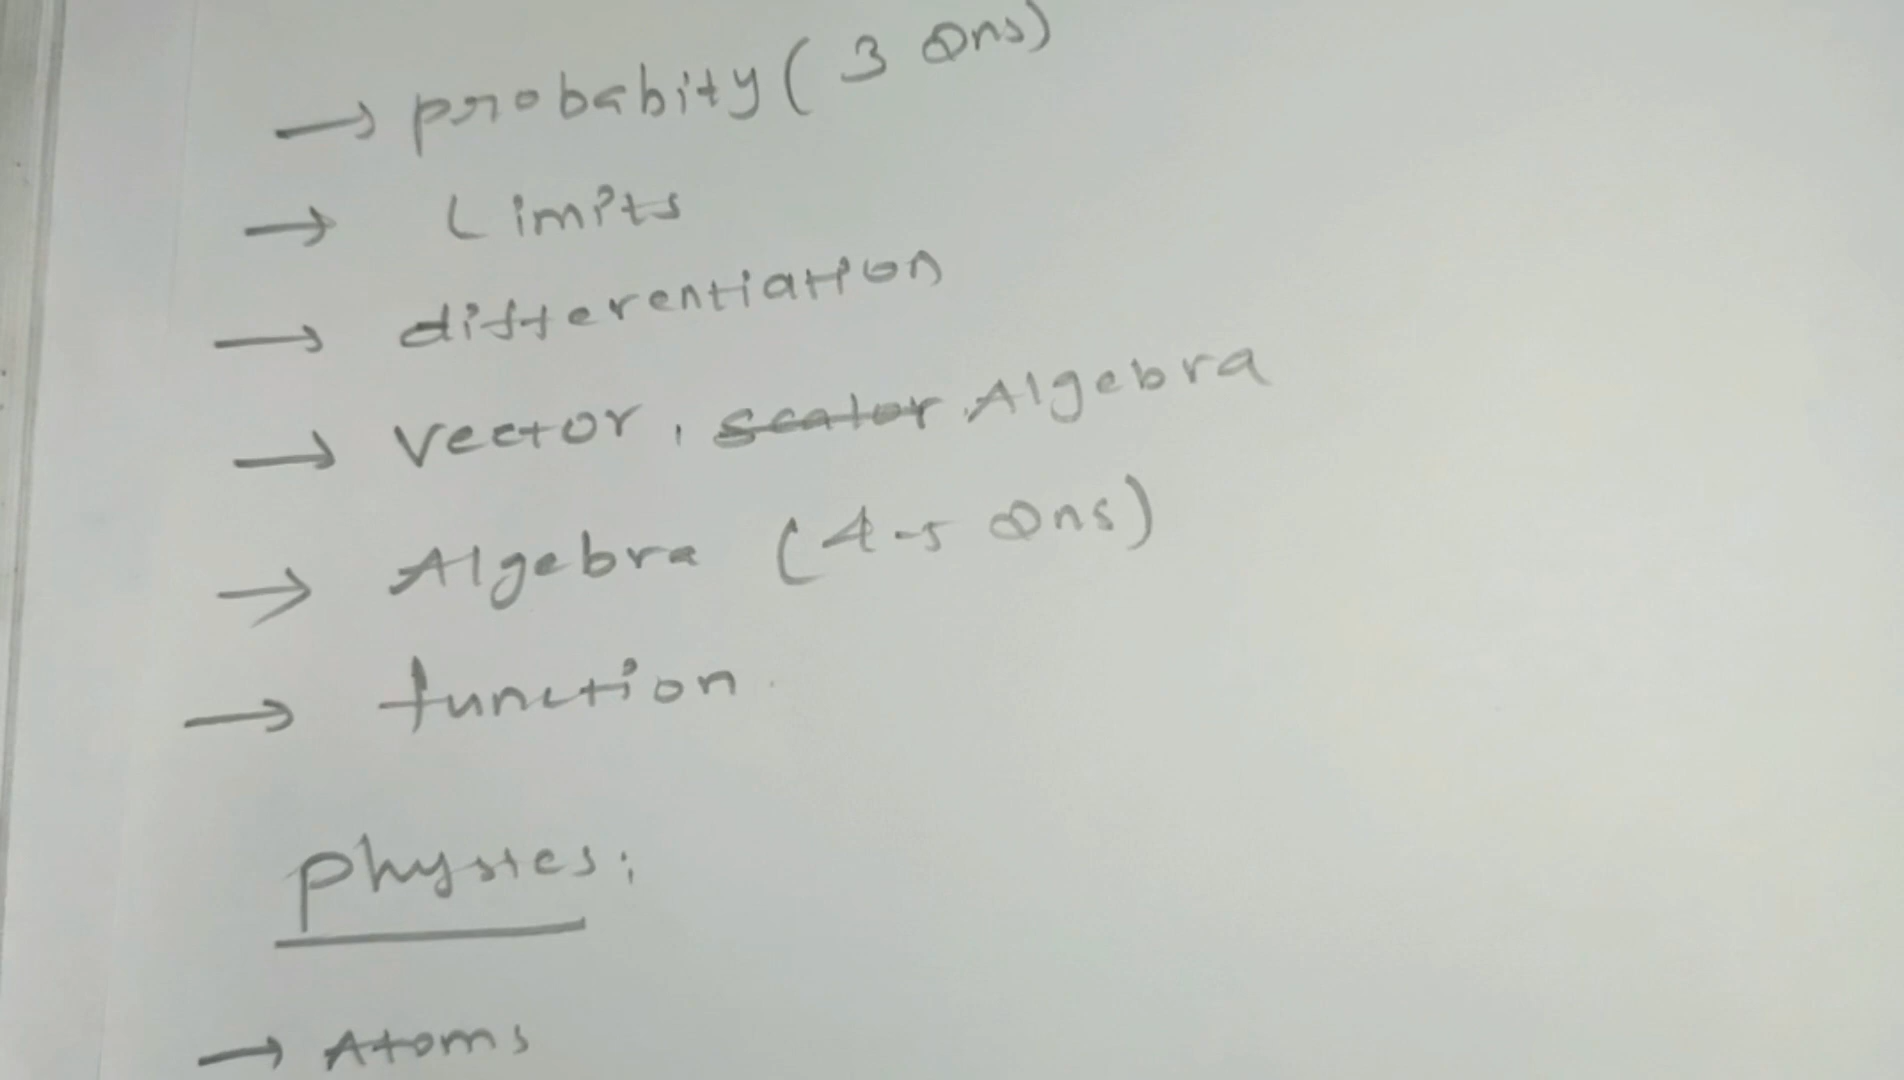 → probabity ( 3 Qns)
→ Limits
→ differentiation
→ Vector, scalar Algebra
→ Algebra (4-5 Qns)
→ function
physics:
→ Atoms